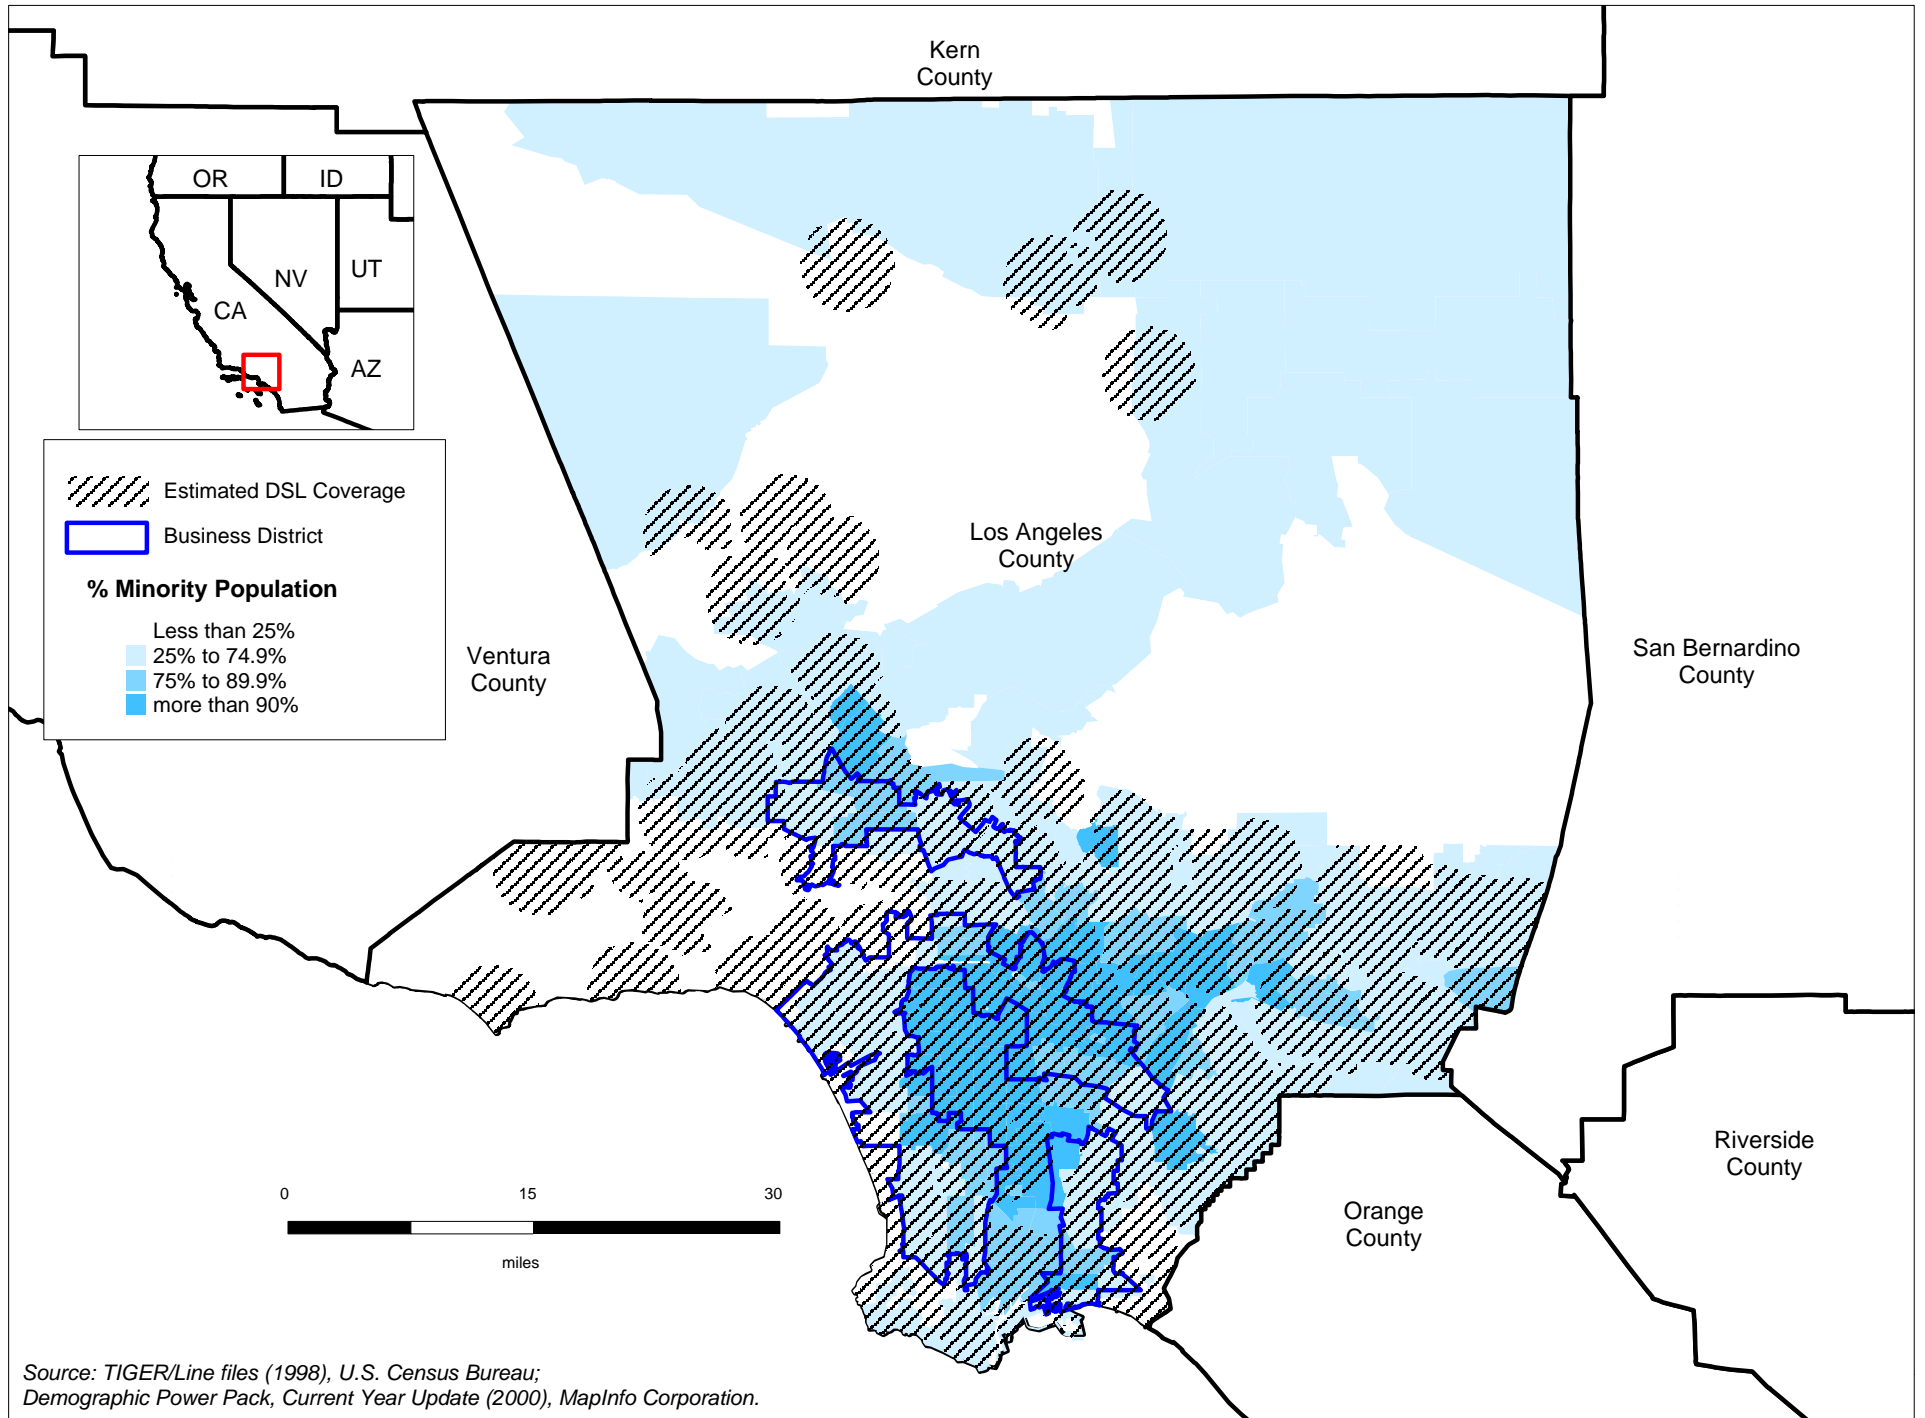 Kern
County
OR
ID
NV
UT
CA
AZ
Estimated DSL Coverage
Business District
% Minority Population
Less than 25%
25% to 74.9%
75% to 89.9%
more than 90%
Los Angeles
County
Ventura
County
San Bernardino
County
Riverside
County
Orange
County
0
15
30
miles
Source: TIGER/Line files (1998), U.S. Census Bureau;
Demographic Power Pack, Current Year Update (2000), MapInfo Corporation.